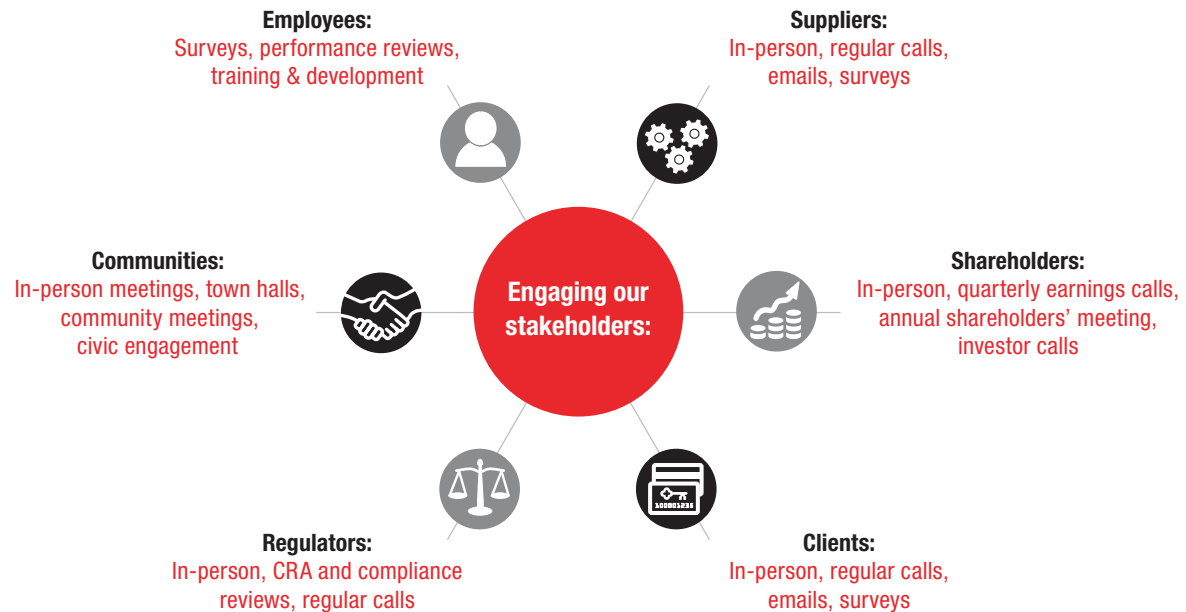 Employees:
Surveys, performance reviews,
training & development
Suppliers:
In-person, regular calls,
emails, surveys
Communities:
In-person meetings, town halls,
community meetings,
civic engagement
Engaging our
stakeholders:
Shareholders:
In-person, quarterly earnings calls,
annual shareholders’ meeting,
investor calls
Regulators:
In-person, CRA and compliance
reviews, regular calls
Clients:
In-person, regular calls,
emails, surveys